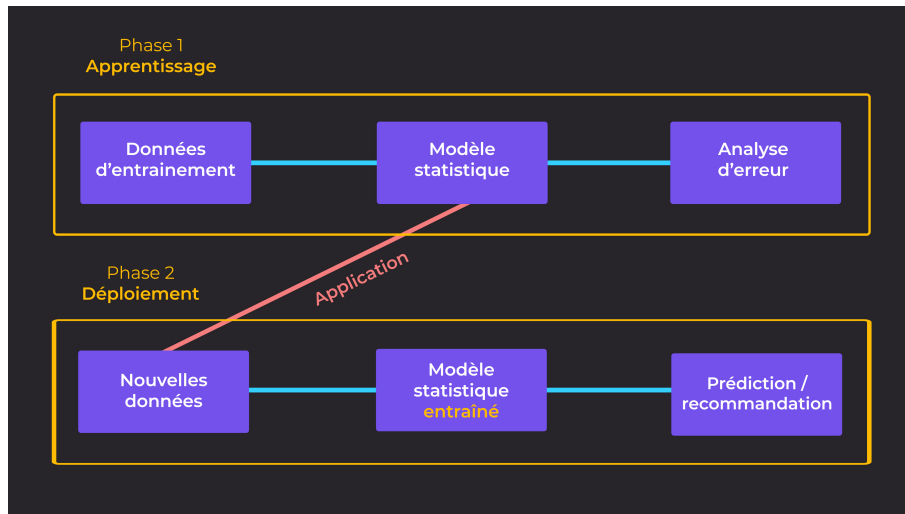 Phase 1
Apprentissage
Données
d'entrainement
Modèle
statistique
Analyse
d'erreur
Application
Phase 2
Déploiement
Nouvelles
données
Modèle
statistique
entraîné
Prédiction /
recommandation